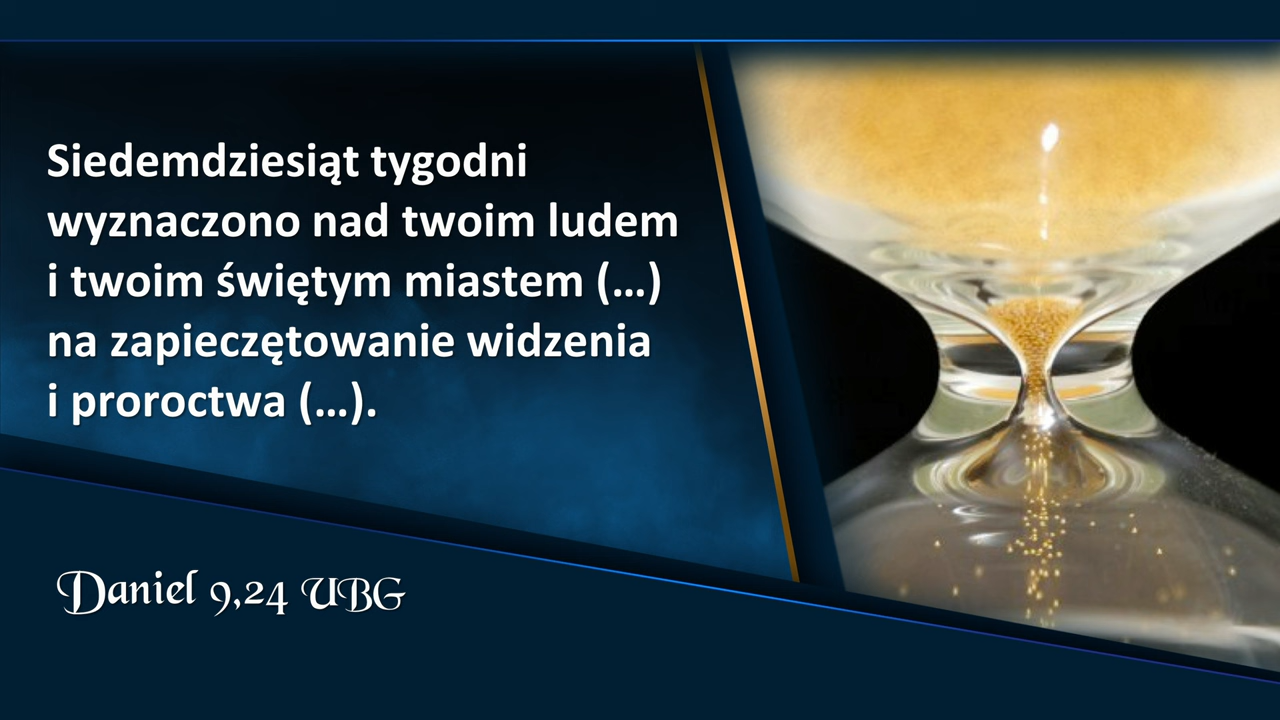 Siedemdziesiąt tygodni
wyznaczono nad twoim ludem
i twoim świętym miastem (...)
na zapieczętowanie widzenia
i proroctwa (...).
Daniel 9,24 UBG